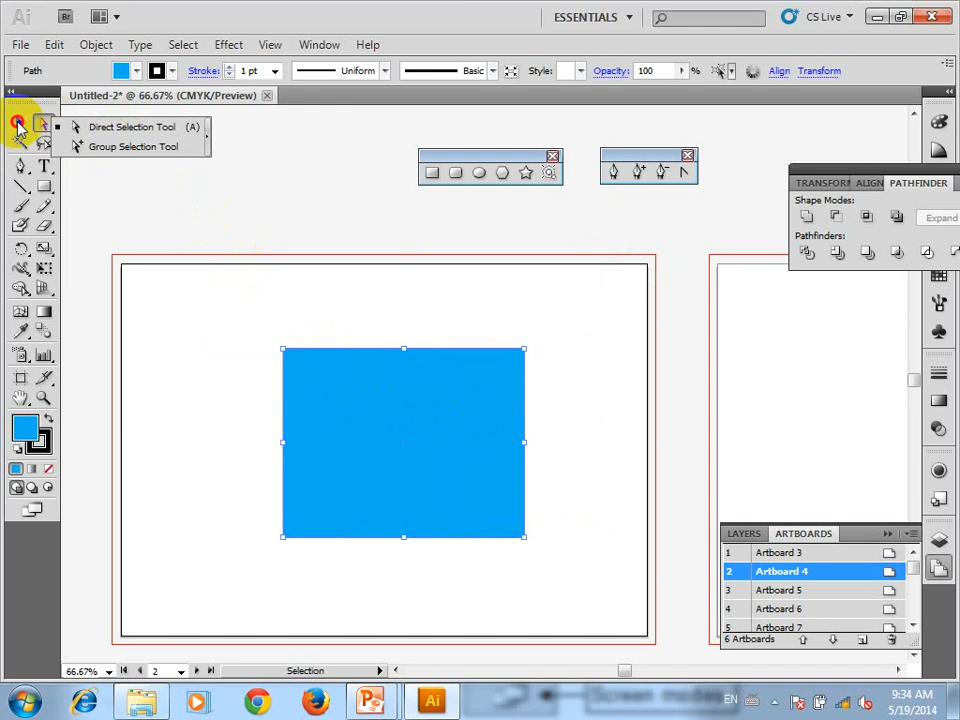 Ai
Br
ESSENTIALS
CS Live
File Edit Object Type Select Effect View Window Help
Path
Stroke:
1 pt
Uniform
Basic
Style:
Opacity:
100
%
Align
Transform
Untitled-2* @ 66.67% (CMYK/Preview)
Direct Selection Tool (A)
Group Selection Tool
T
ALIGN
PATHFINDER
Shape Modes:
Expand
Pathfinders:
LAYERS
ARTBOARDS
1 Artboard 3
2 Artboard 4
3 Artboard 5
4 Artboard 6
5 Artboard 7
6 Artboards
66.67%
2
Selection
Ai
Screen modes
EN
9:34 AM
5/19/2014